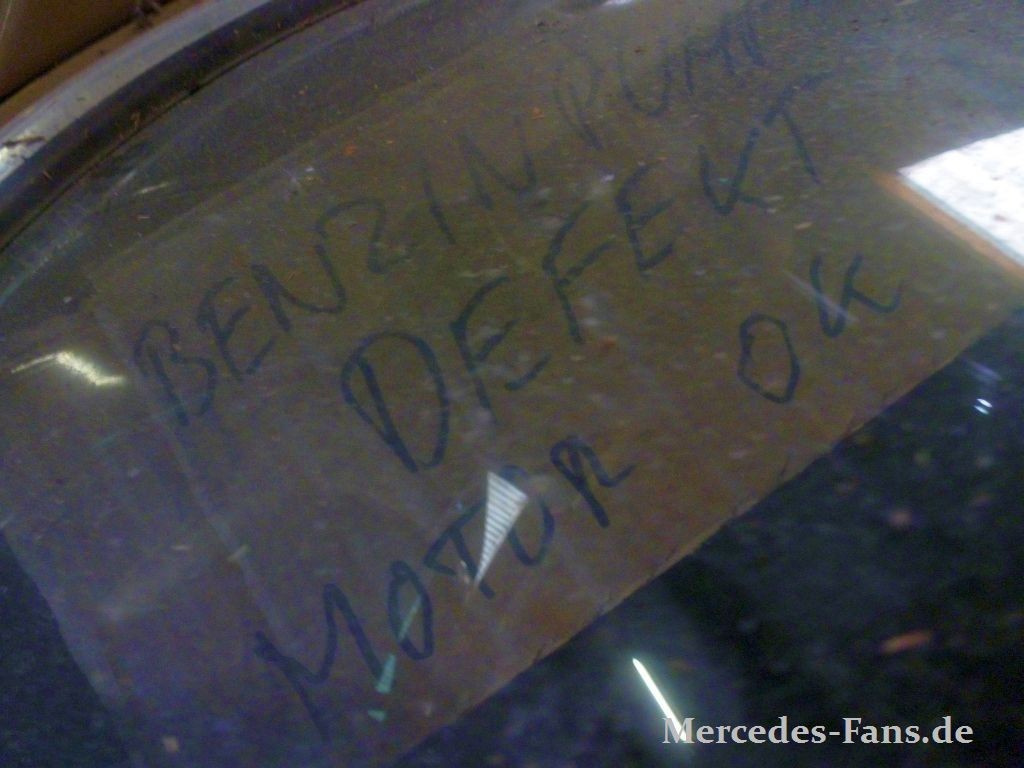 BENZINPUMP
DEFEKT
MOTOR OK
Mercedes-Fans.de